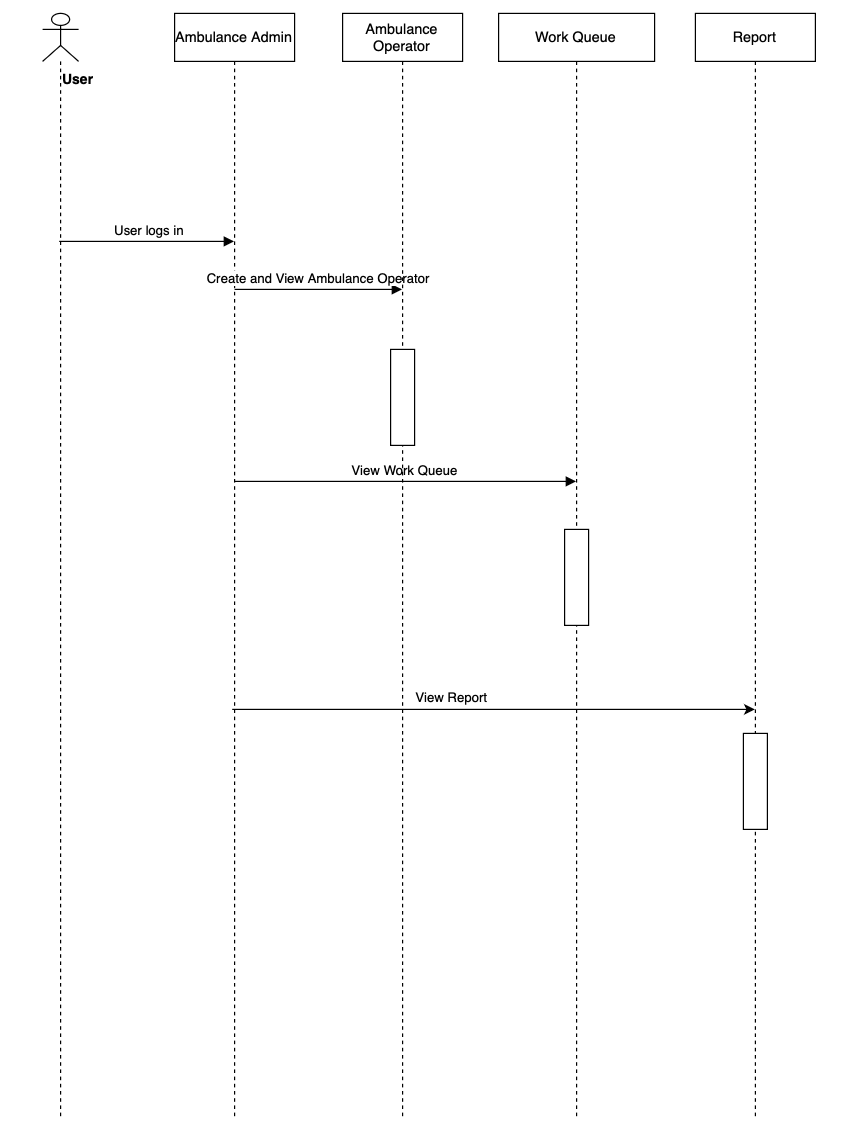 Ambulance Admin
Ambulance
Operator
Work Queue
Report
User
User logs in
Create and View Ambulance Operator
View Work Queue
View Report